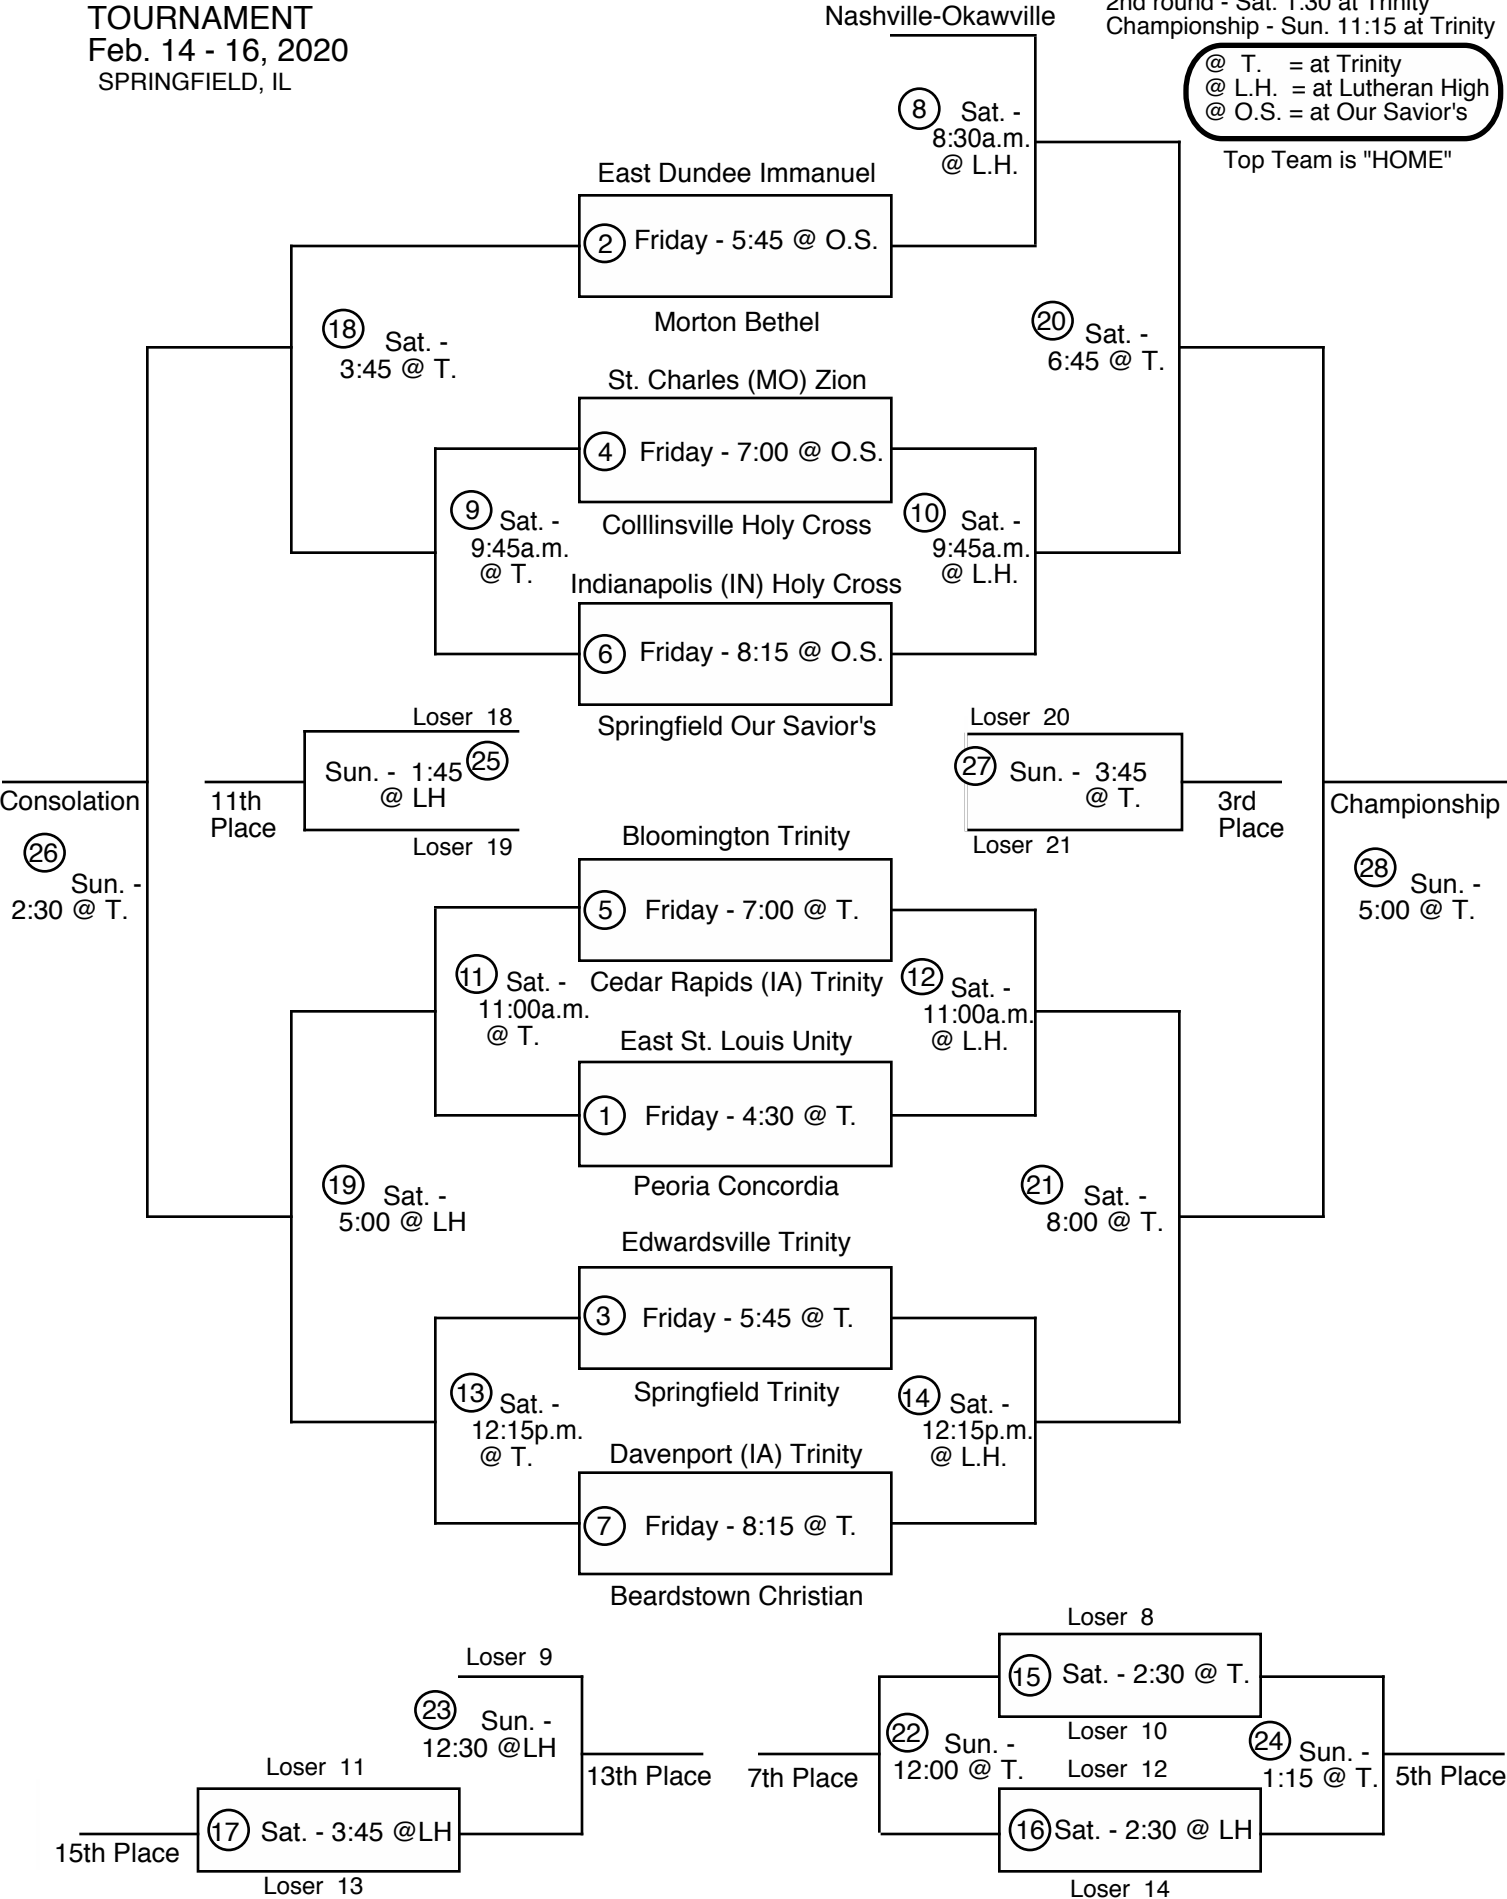 TOURNAMENT
Feb. 14 - 16, 2020
SPRINGFIELD, IL
Nashville-Okawville
2nd round - Sat. 1:30 at Trinity
Championship - Sun. 11:15 at Trinity
@ T. = at Trinity
@ L.H. = at Lutheran High
@ O.S. = at Our Savior's
Top Team is "HOME"
8 Sat. -
8:30a.m.
@ L.H.
East Dundee Immanuel
2 Friday - 5:45 @ O.S.
Morton Bethel
18 Sat. -
3:45 @ T.
20 Sat. -
6:45 @ T.
St. Charles (MO) Zion
4 Friday - 7:00 @ O.S.
Colllinsville Holy Cross
9 Sat. -
9:45a.m.
@ T.
10 Sat. -
9:45a.m.
@ L.H.
Indianapolis (IN) Holy Cross
6 Friday - 8:15 @ O.S.
Springfield Our Savior's
Loser 18
Sun. - 1:45 25
@ LH
Loser 19
11th
Place
Consolation
26
Sun. -
2:30 @ T.
Loser 20
27 Sun. - 3:45
@ T.
Loser 21
3rd
Place
Championship
28
Sun. -
5:00 @ T.
Bloomington Trinity
5 Friday - 7:00 @ T.
Cedar Rapids (IA) Trinity
11 Sat. -
11:00a.m.
@ T.
12 Sat. -
11:00a.m.
@ L.H.
East St. Louis Unity
1 Friday - 4:30 @ T.
Peoria Concordia
19 Sat. -
5:00 @ LH
21 Sat. -
8:00 @ T.
Edwardsville Trinity
3 Friday - 5:45 @ T.
Springfield Trinity
13 Sat. -
12:15p.m.
@ T.
14 Sat. -
12:15p.m.
@ L.H.
Davenport (IA) Trinity
7 Friday - 8:15 @ T.
Beardstown Christian
Loser 9
23 Sun. -
12:30 @LH
13th Place
Loser 11
17 Sat. - 3:45 @LH
Loser 13
15th Place
Loser 8
15 Sat. - 2:30 @ T.
Loser 10
22 Sun. -
12:00 @ T.
7th Place
24 Sun. -
1:15 @ T.
5th Place
Loser 12
16 Sat. - 2:30 @ LH
Loser 14